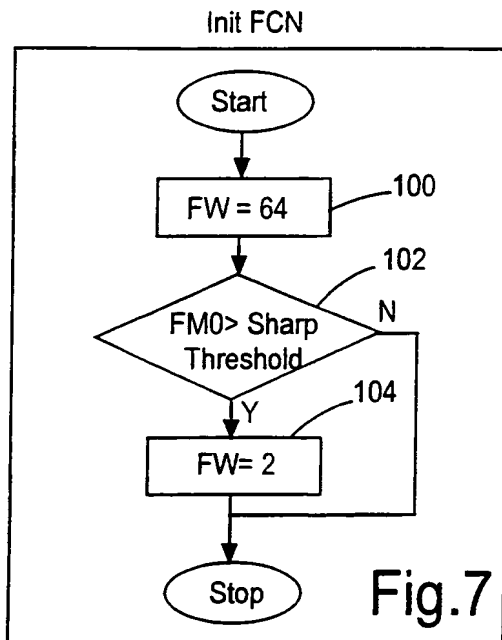 Init FCN
Start
FW = 64
100
102
FM0> Sharp
Threshold
N
Y
104
FW= 2
Stop
Fig.7